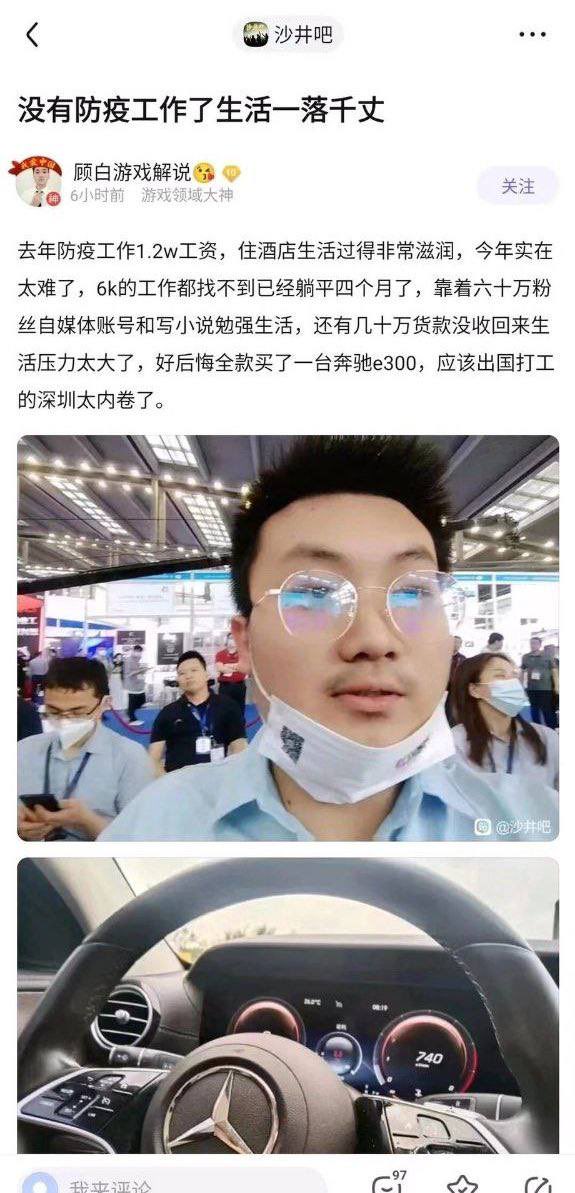 沙井吧
没有防疫工作了生活一落千丈
顾白游戏解说😘 10
6小时前 游戏领域大神
关注
去年防疫工作1.2w工资，住酒店生活过得非常滋润，今年实在
太难了，6k的工作都找不到已经躺平四个月了，靠着六十万粉
丝自媒体账号和写小说勉强生活，还有几十万货款没收回来生
活压力太大了，好后悔全款买了一台奔驰e300，应该出国打工
的深圳太内卷了。
@沙井吧
08:19
740
我来评论
97